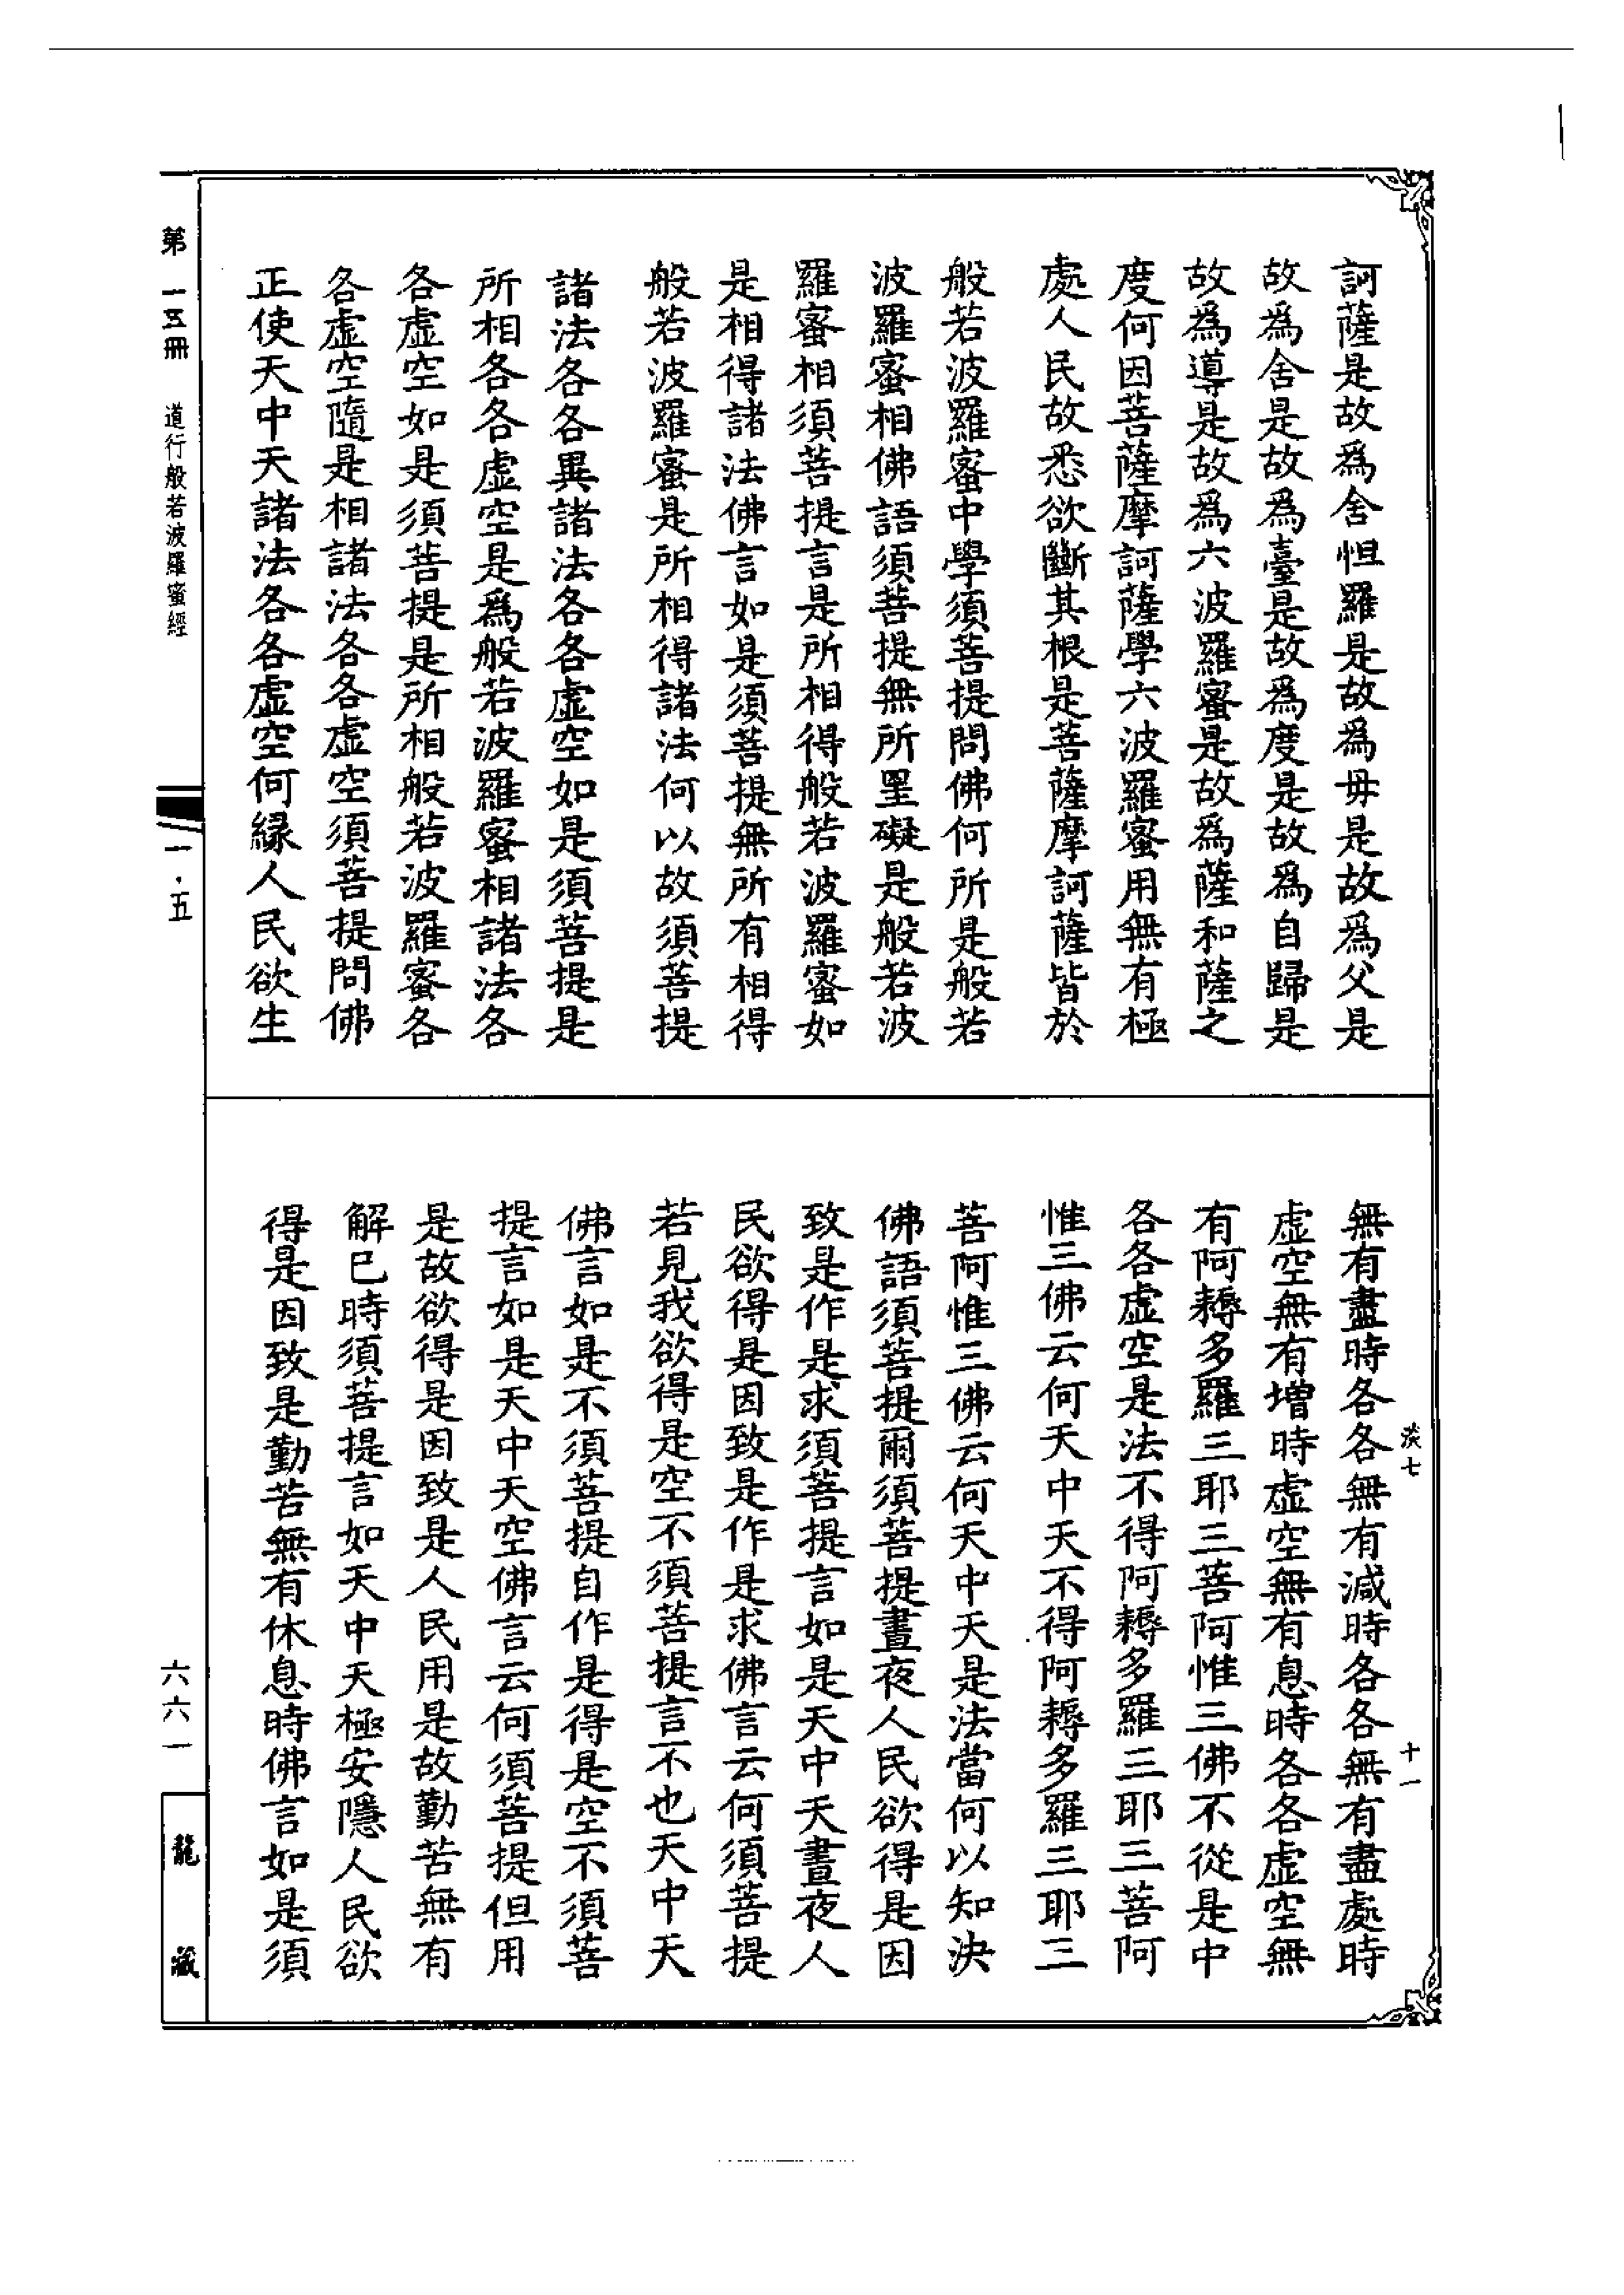 訶薩是故爲舍怛羅是故爲母是故爲父是
故爲舍是故爲臺是故爲度是故爲自歸是
故爲導是故爲六波羅蜜是故爲薩和薩之
度何因菩薩摩訶薩學六波羅蜜用無有極
處人民故悉欲斷其根是菩薩摩訶薩皆於
般若波羅蜜中學須菩提問佛何所是般若
波羅蜜相佛語須菩提無所罣礙是般若波
羅蜜相須菩提言是所相得般若波羅蜜如
是相得諸法佛言如是須菩提無所有相得
般若波羅蜜是所相得諸法何以故須菩提
諸法各各異諸法各各虛空如是須菩提是
所相各各虛空是爲般若波羅蜜相諸法各
各虛空如是須菩提是所相般若波羅蜜各
各虛空隨是相諸法各各虛空須菩提問佛
正使天中天諸法各各虛空何緣人民欲生
無有盡時各各無有減時各各無有盡處時
虛空無有增時虛空無有息時各各虛空無
有阿耨多羅三耶三菩阿惟三佛不從是中
各各虛空是法不得阿耨多羅三耶三菩阿
惟三佛云何天中天不得阿耨多羅三耶三
菩阿惟三佛云何天中天是法當何以知決
佛語須菩提爾須菩提晝夜人民欲得是因
致是作是求須菩提言如是天中天晝夜人
民欲得是因致是作是求佛言云何須菩提
若見我欲得是空不須菩提言不也天中天
佛言如是不須菩提自作是得是空不須菩
提言如是天中天空佛言云何須菩提但用
是故欲得是因致是人民用是故勤苦無有
解已時須菩提言如天中天極安隱人民欲
得是因致是勤苦無有休息時佛言如是須
淡七
十一
第一五冊
道行般若波羅蜜經
一·五
六六一
龍藏